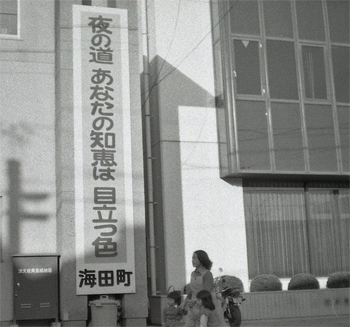 夜の道 あなたの知恵は 目立つ色
海田町